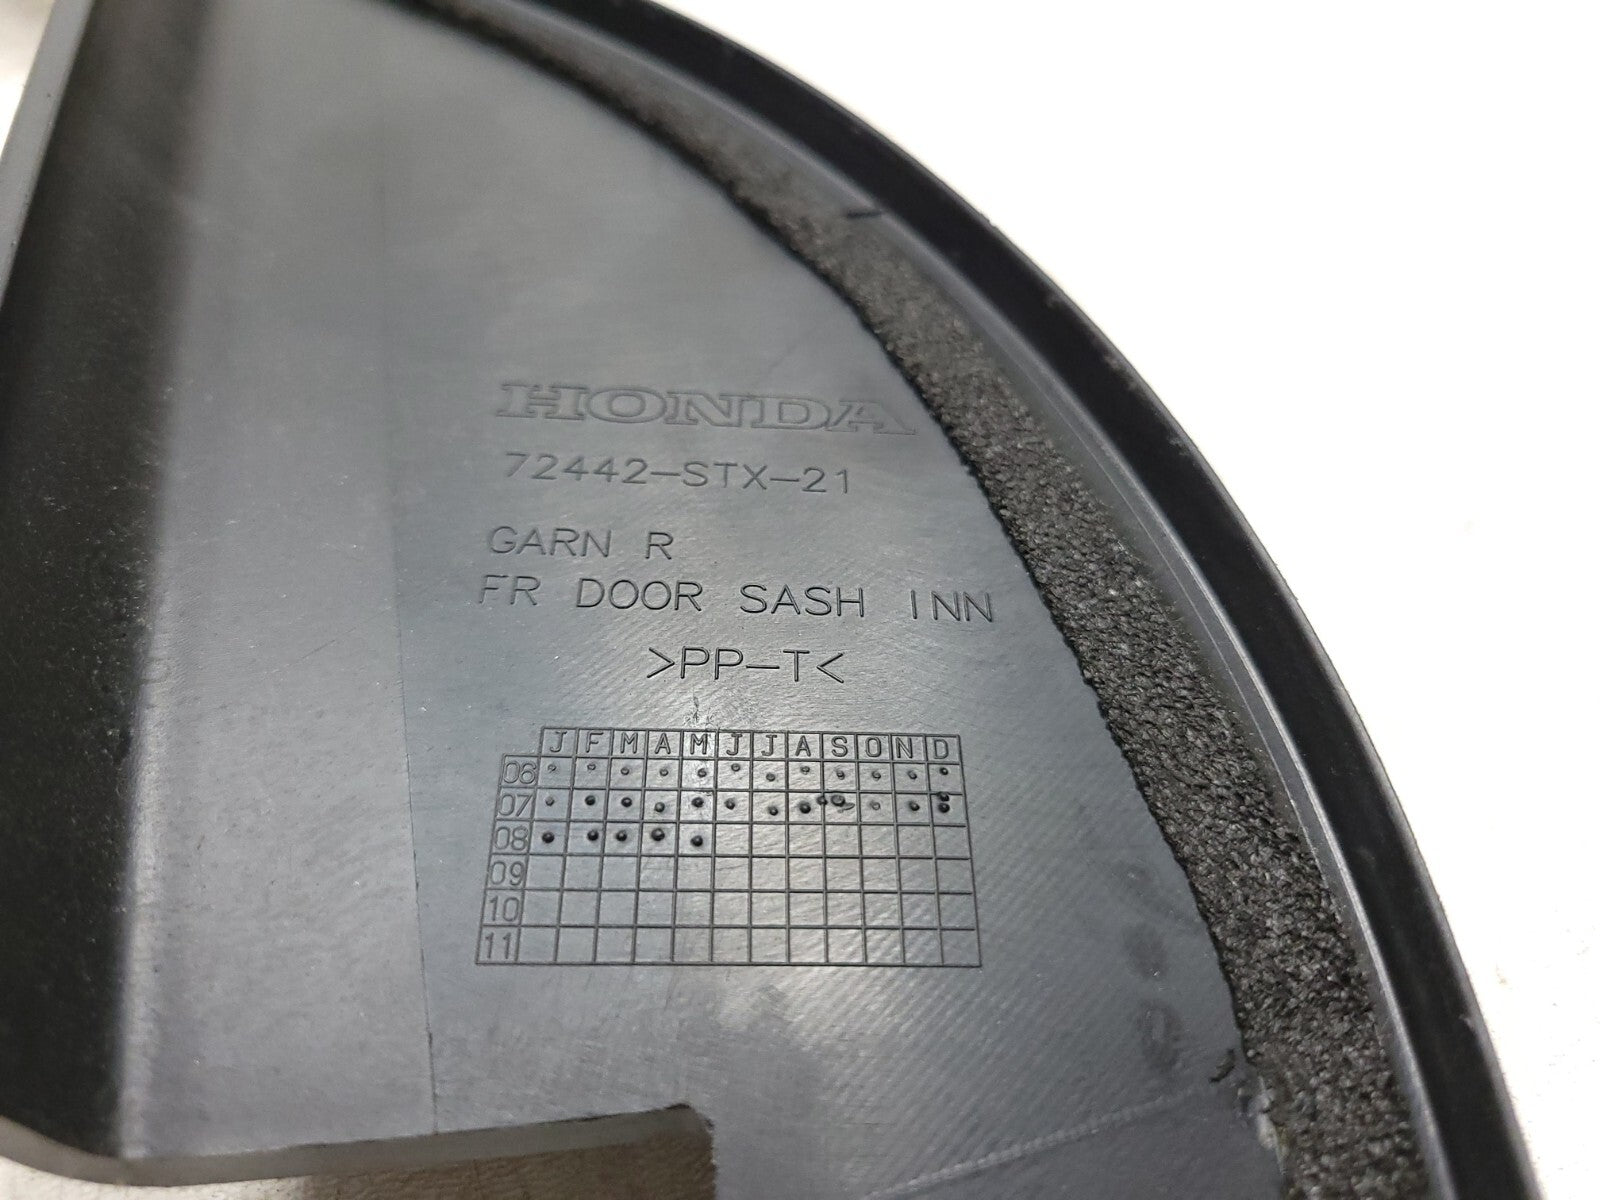 HONDA
72442-STX-21
GARN R
FR DOOR SASH INN
>PP-T<
J F M A M J J A S O N D
06
07
08
09
10
11